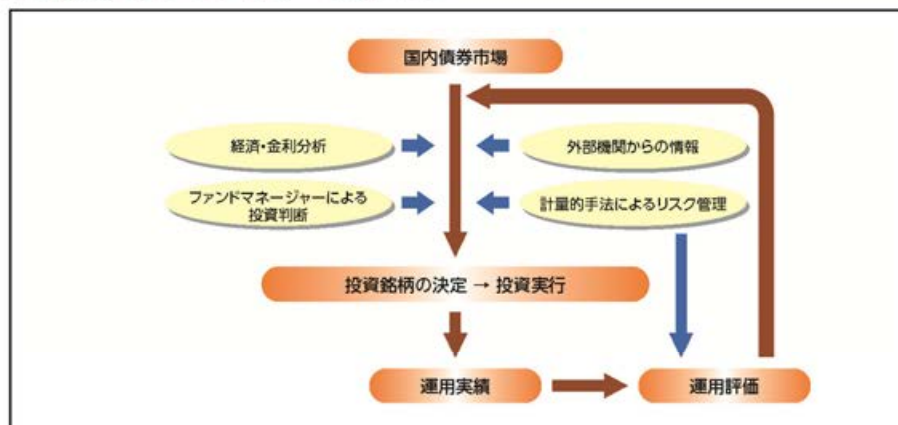 国内債券市場
経済・金利分析
外部機関からの情報
ファンドマネージャーによる
投資判断
計量的手法によるリスク管理
投資銘柄の決定 → 投資実行
運用実績
運用評価